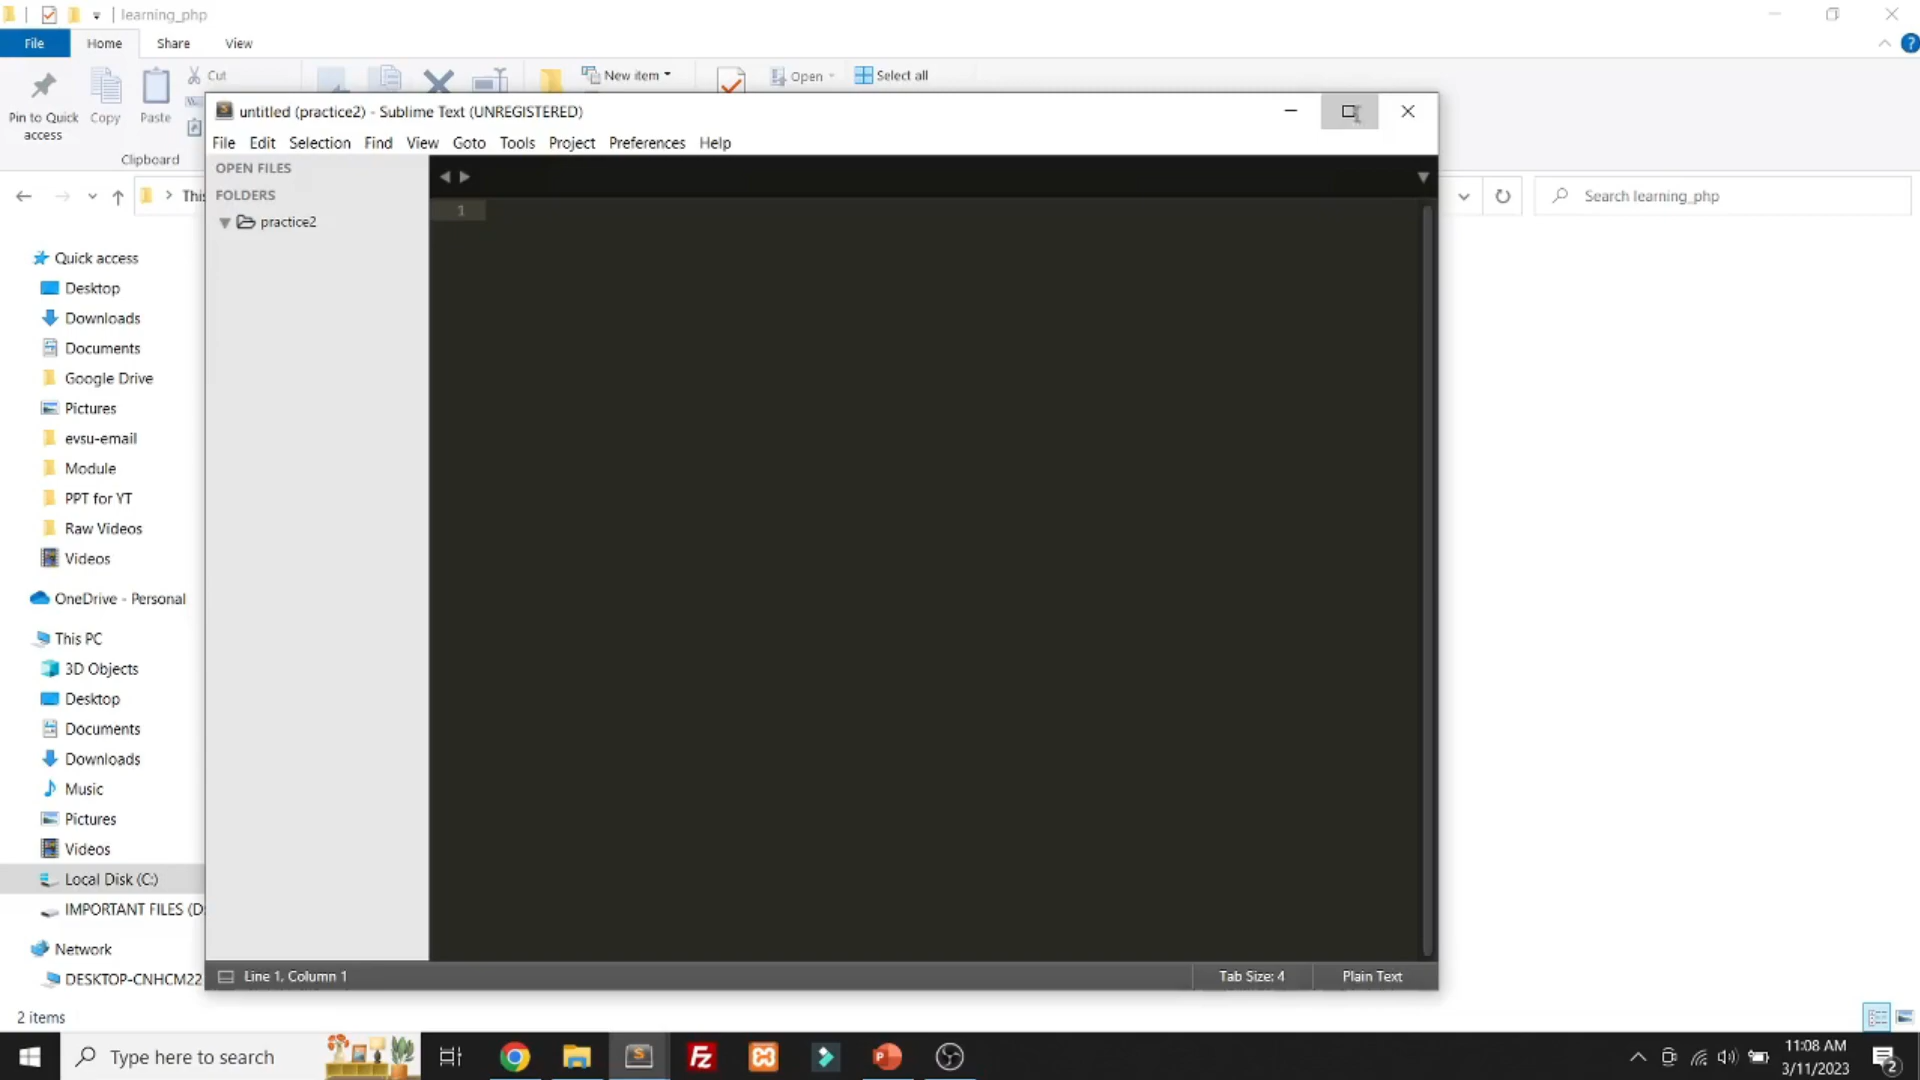 learning_php
File Home Share View
Cut
New item
Open
Select all
Pin to Quick access
Copy
Paste
Clipboard
untitled (practice2) - Sublime Text (UNREGISTERED)
File Edit Selection Find View Goto Tools Project Preferences Help
OPEN FILES
FOLDERS
practice2
1
Search learning_php
Quick access
Desktop
Downloads
Documents
Google Drive
Pictures
evsu-email
Module
PPT for YT
Raw Videos
Videos
OneDrive - Personal
This PC
3D Objects
Desktop
Documents
Downloads
Music
Pictures
Videos
Local Disk (C:)
IMPORTANT FILES (D:
Network
DESKTOP-CNHCM22
Line 1, Column 1
Tab Size: 4
Plain Text
2 items
Type here to search
11:08 AM
3/11/2023
2